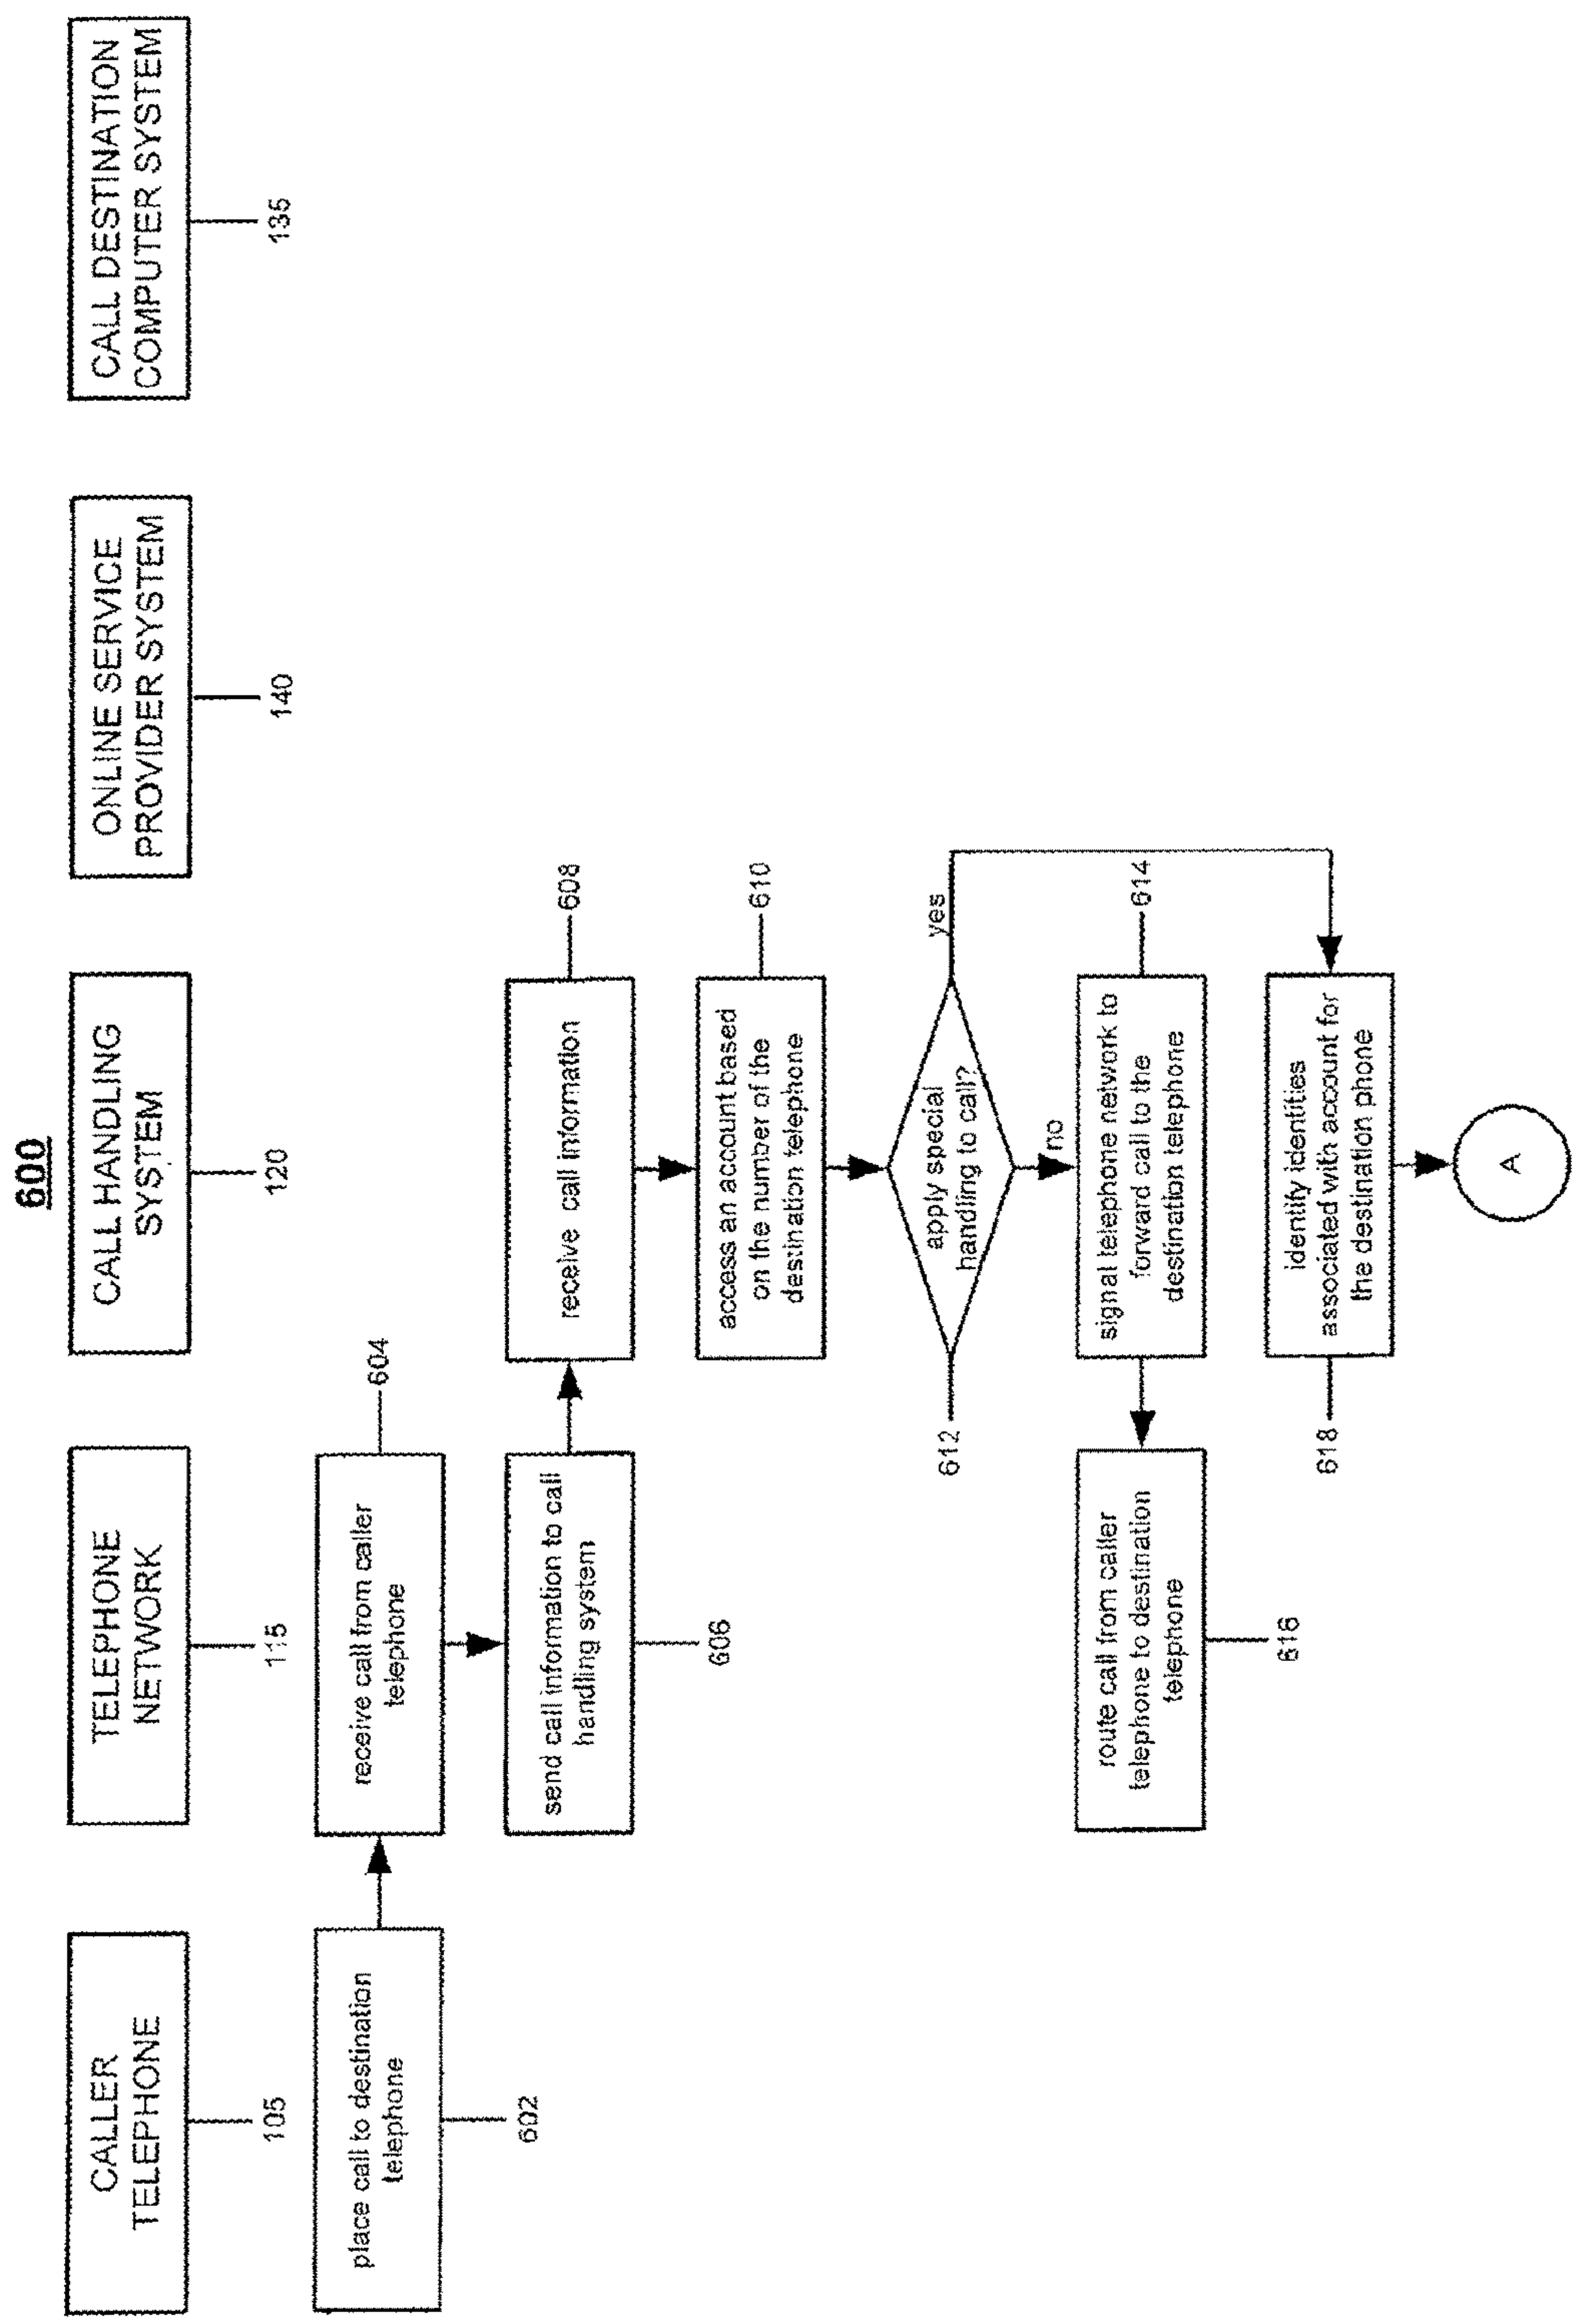 600
CALLER
TELEPHONE
105
TELEPHONE
NETWORK
115
CALL HANDLING
SYSTEM
120
ONLINE SERVICE
PROVIDER SYSTEM
140
CALL DESTINATION
COMPUTER SYSTEM
135
place call to destination
telephone
602
receive call from caller
telephone
604
send call information to call
handling system
606
receive call information
608
access an account based
on the number of the
destination telephone
610
apply special
handling to call?
612
yes
no
signal telephone network to
forward call to the
destination telephone
614
route call from caller
telephone to destination
telephone
616
identify identities
associated with account for
the destination phone
618
A